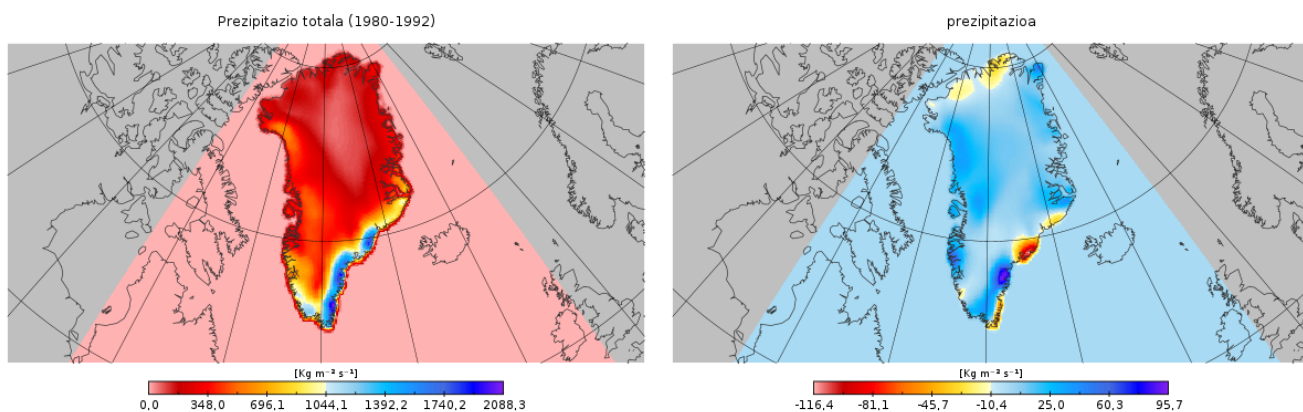 Prezipitazio totala (1980-1992)
prezipitazioa
[Kg m⁻² s⁻¹]
0,0 348,0 696,1 1044,1 1392,2 1740,2 2088,3
[Kg m⁻² s⁻¹]
-116,4 -81,1 -45,7 -10,4 25,0 60,3 95,7